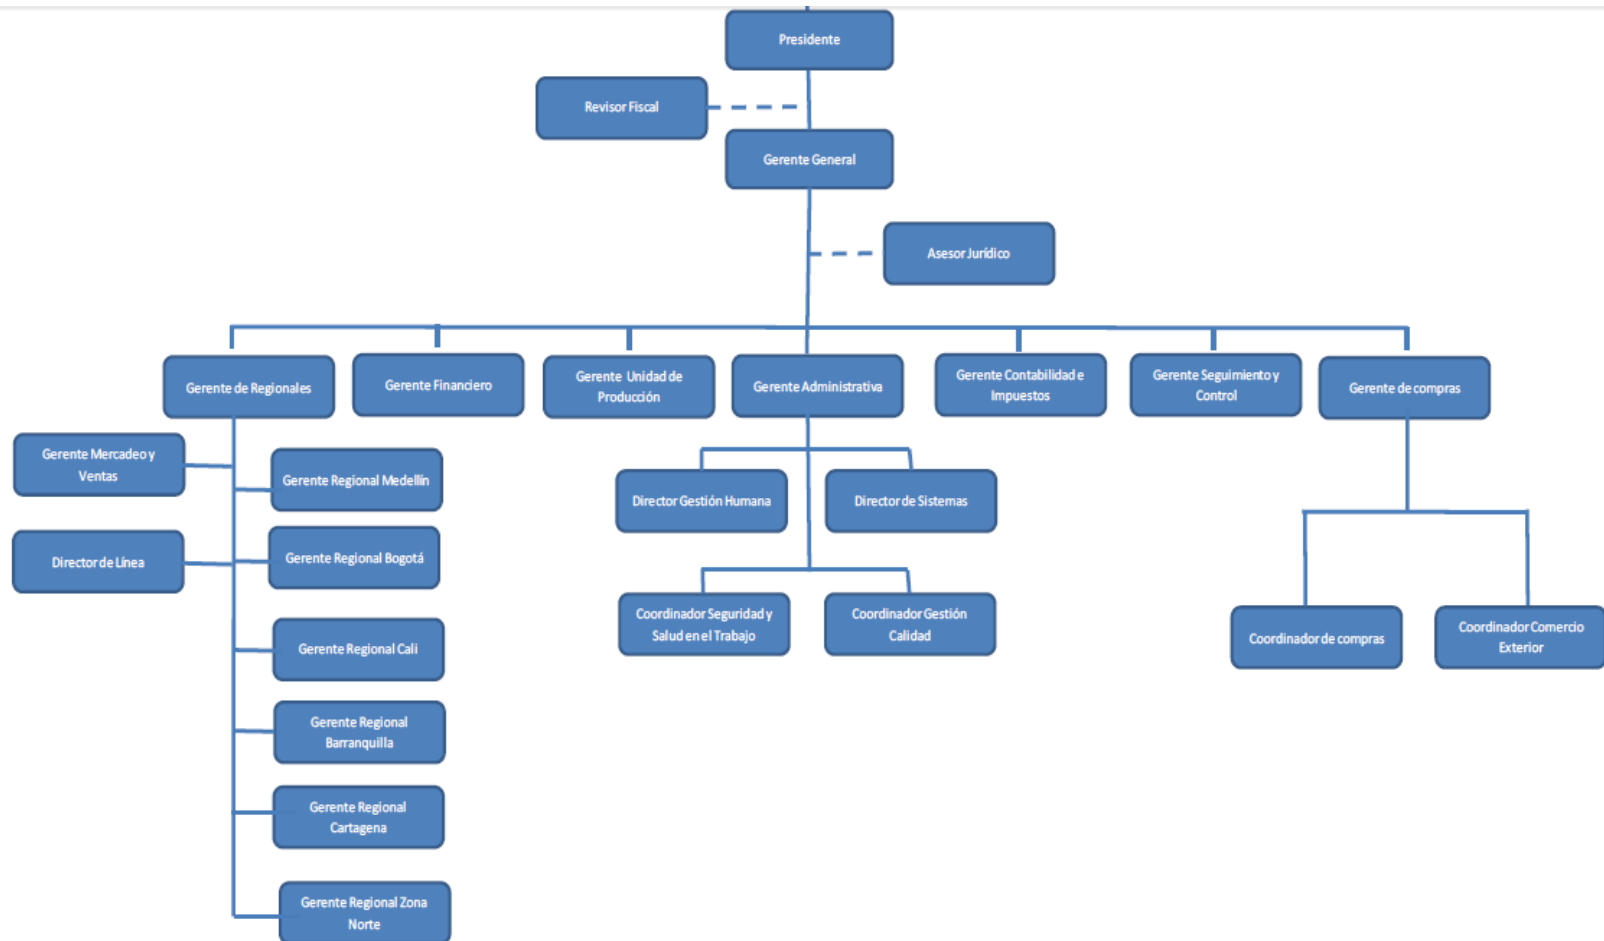 Presidente
Revisor Fiscal
Gerente General
Asesor Jurídico
Gerente de Regionales
Gerente Financiero
Gerente Unidad de
Producción
Gerente Administrativa
Gerente Contabilidad e
Impuestos
Gerente Seguimiento y
Control
Gerente de compras
Gerente Mercadeo y
Ventas
Gerente Regional Medellín
Director de Línea
Gerente Regional Bogotá
Gerente Regional Cali
Gerente Regional
Barranquilla
Gerente Regional
Cartagena
Gerente Regional Zona
Norte
Director Gestión Humana
Director de Sistemas
Coordinador Seguridad y
Salud en el Trabajo
Coordinador Gestión
Calidad
Coordinador de compras
Coordinador Comercio
Exterior